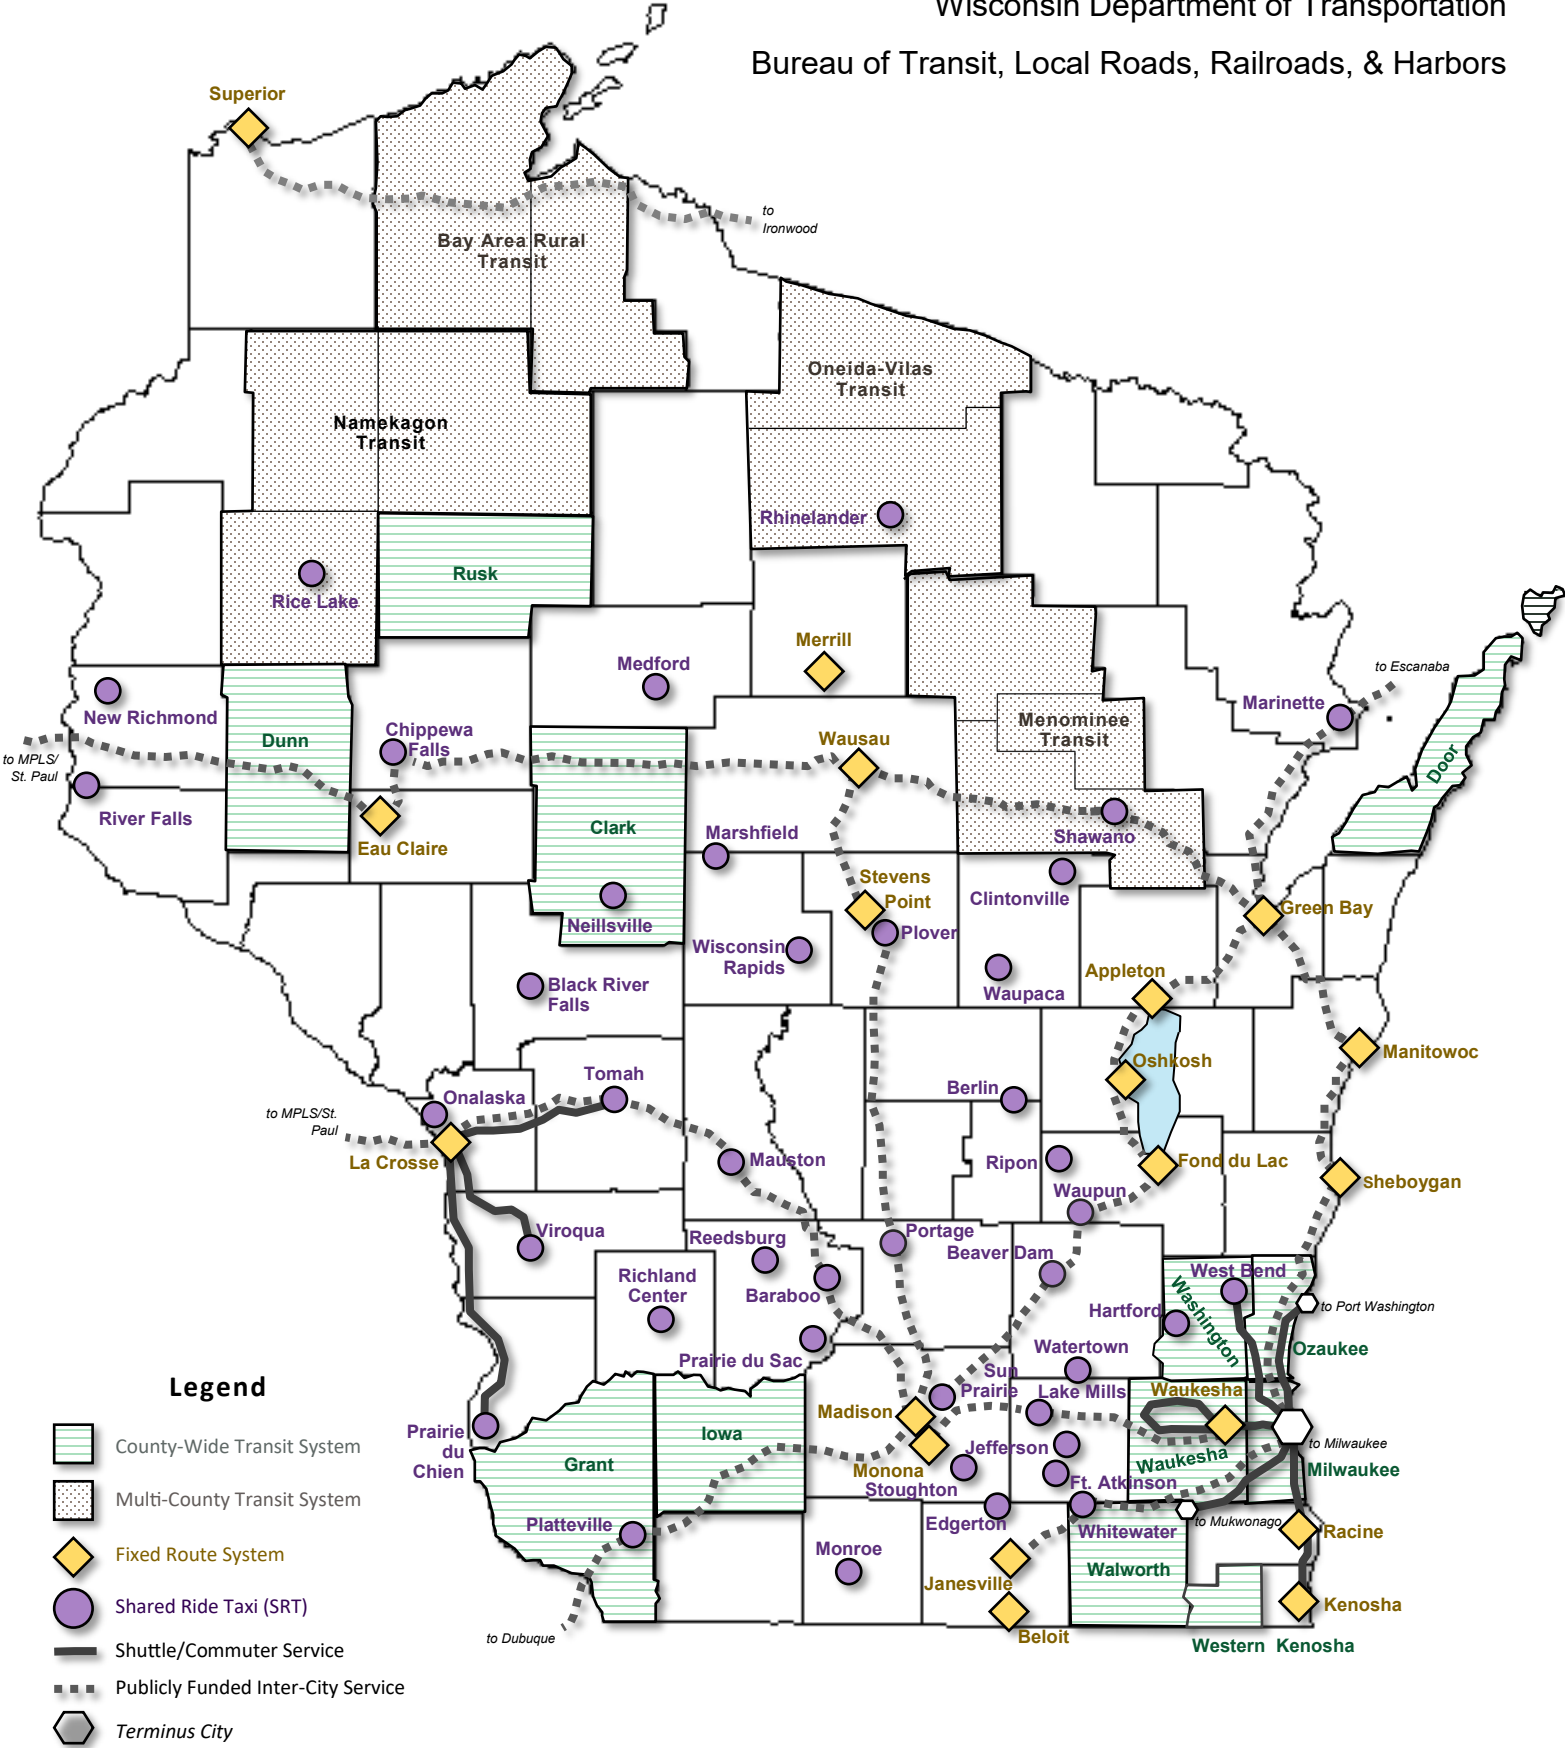 Wisconsin Department of Transportation
Bureau of Transit, Local Roads, Railroads, & Harbors
Superior
to
Ironwood
Bay Area Rural
Transit
Oneida-Vilas
Transit
Namekagon
Transit
Rhinelander
Rusk
Rice Lake
Merrill
Medford
to Escanaba
Marinette
New Richmond
Chippewa
Falls
Menominee
Transit
Dunn
Wausau
to MPLS/
St. Paul
Door
River Falls
Eau Claire
Clark
Marshfield
Shawano
Stevens
Point
Clintonville
Green Bay
Neillsville
Plover
Wisconsin
Rapids
Appleton
Black River
Falls
Waupaca
Manitowoc
Oshkosh
Tomah
Berlin
Onalaska
to MPLS/St.
Paul
La Crosse
Mauston
Ripon
Fond du Lac
Sheboygan
Waupun
Viroqua
Reedsburg
Portage
Beaver Dam
Richland
Center
Baraboo
West Bend
Washington
Hartford
to Port Washington
Ozaukee
Prairie du Sac
Watertown
Sun
Prairie
Lake Mills
Waukesha
Legend
Madison
Prairie
du
Chien
Iowa
Grant
Jefferson
to Milwaukee
Waukesha
Milwaukee
County-Wide Transit System
Monona
Stoughton
Ft. Atkinson
Multi-County Transit System
Platteville
Edgerton
Whitewater
to Mukwonago
Racine
Fixed Route System
Monroe
Walworth
Janesville
Shared Ride Taxi (SRT)
Kenosha
to Dubuque
Beloit
Western Kenosha
Shuttle/Commuter Service
Publicly Funded Inter-City Service
Terminus City